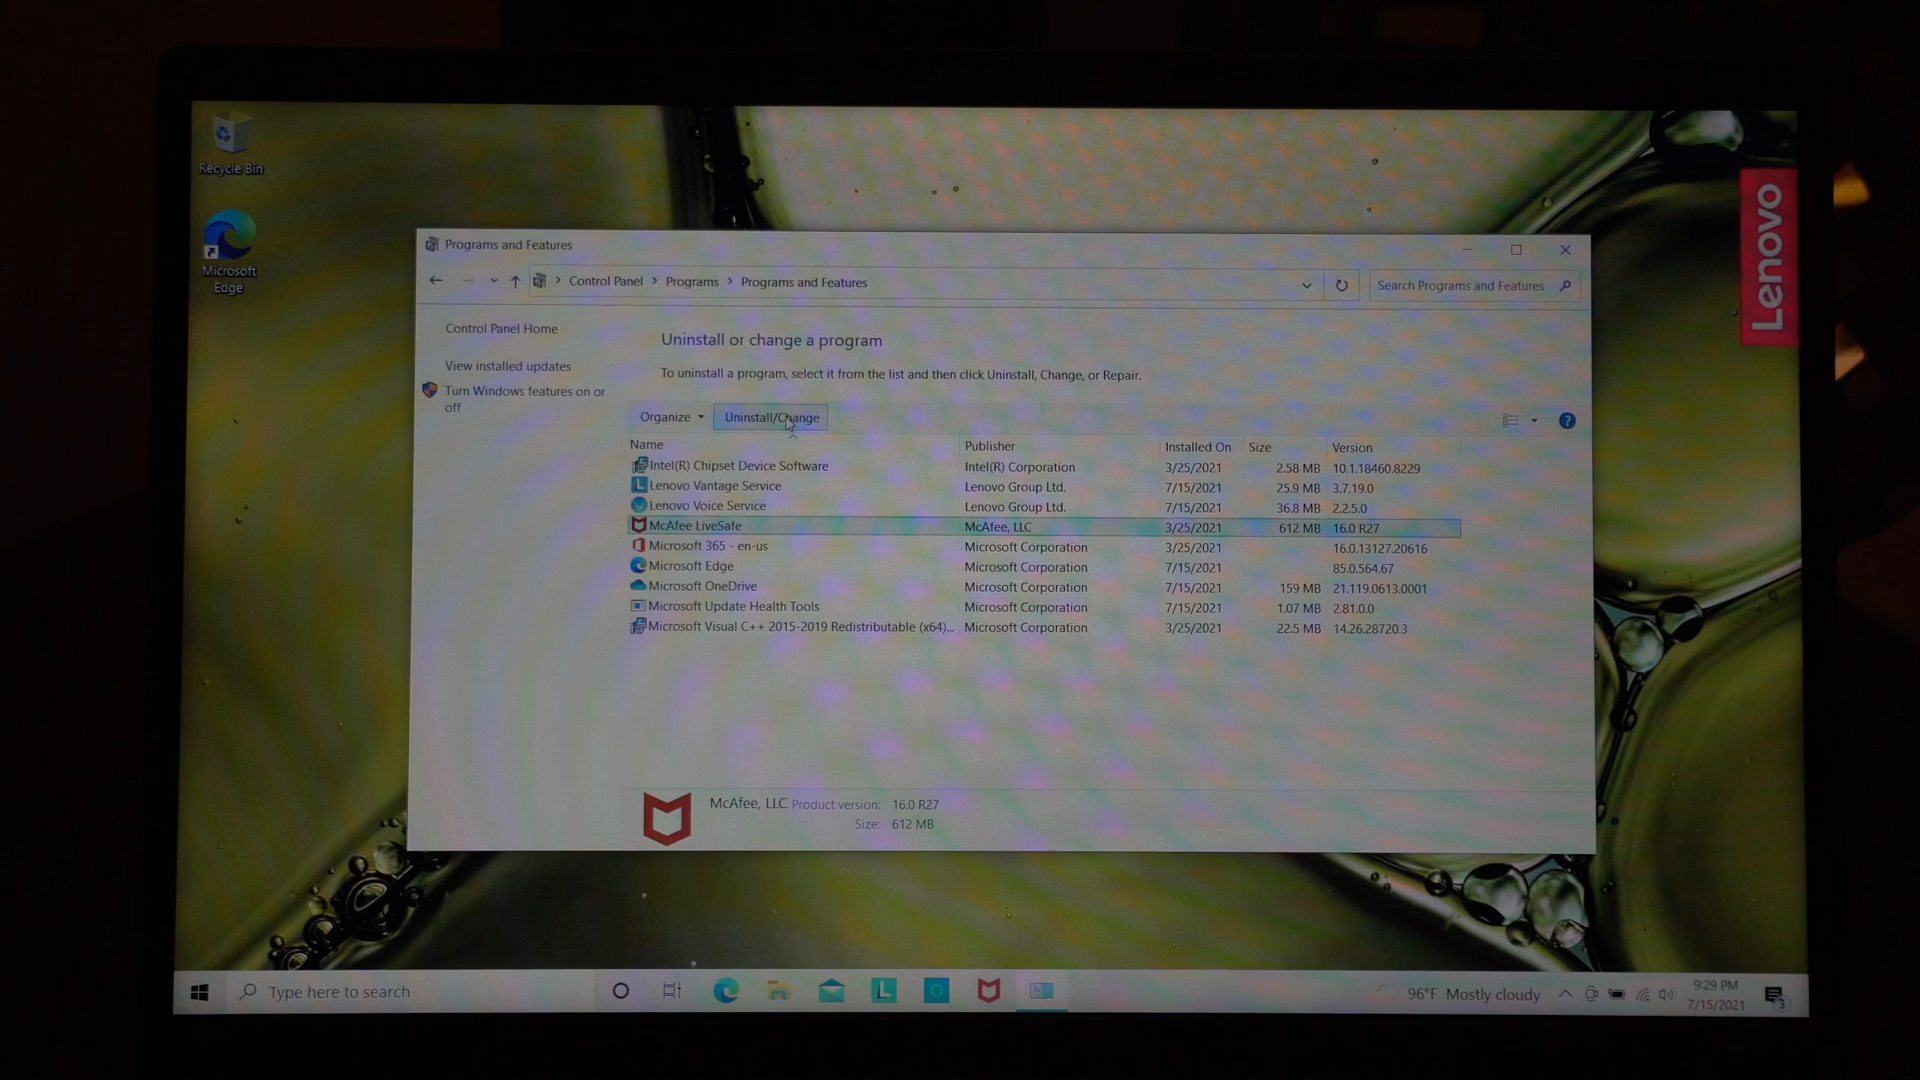 Recycle Bin
Microsoft
Edge
Lenovo
Programs and Features
Control Panel > Programs > Programs and Features
Search Programs and Features
Control Panel Home
View installed updates
Turn Windows features on or
off
Uninstall or change a program
To uninstall a program, select it from the list and then click Uninstall, Change, or Repair.
Organize Uninstall/Change
Name Publisher Installed On Size Version
Intel(R) Chipset Device Software Intel(R) Corporation 3/25/2021 2.58 MB 10.1.18460.8229
Lenovo Vantage Service Lenovo Group Ltd. 7/15/2021 25.9 MB 3.7.19.0
Lenovo Voice Service Lenovo Group Ltd. 7/15/2021 36.8 MB 2.2.5.0
McAfee LiveSafe McAfee, LLC 3/25/2021 612 MB 16.0 R27
Microsoft 365 - en-us Microsoft Corporation 3/25/2021 16.0.13127.20616
Microsoft Edge Microsoft Corporation 7/15/2021 85.0.564.67
Microsoft OneDrive Microsoft Corporation 7/15/2021 159 MB 21.119.0613.0001
Microsoft Update Health Tools Microsoft Corporation 7/15/2021 1.07 MB 2.81.0.0
Microsoft Visual C++ 2015-2019 Redistributable (x64)... Microsoft Corporation 3/25/2021 22.5 MB 14.26.28720.3
McAfee, LLC Product version: 16.0 R27
Size: 612 MB
Type here to search
L
96°F Mostly cloudy
9:29 PM
7/15/2021
3